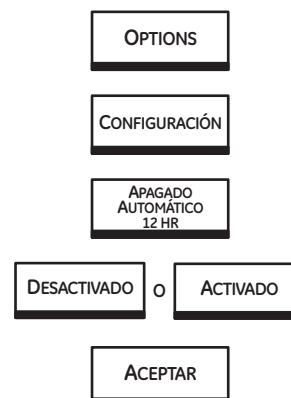 OPTIONS
CONFIGURACIÓN
APAGADO
AUTOMÁTICO
12 HR
DESACTIVADO O ACTIVADO
ACEPTAR